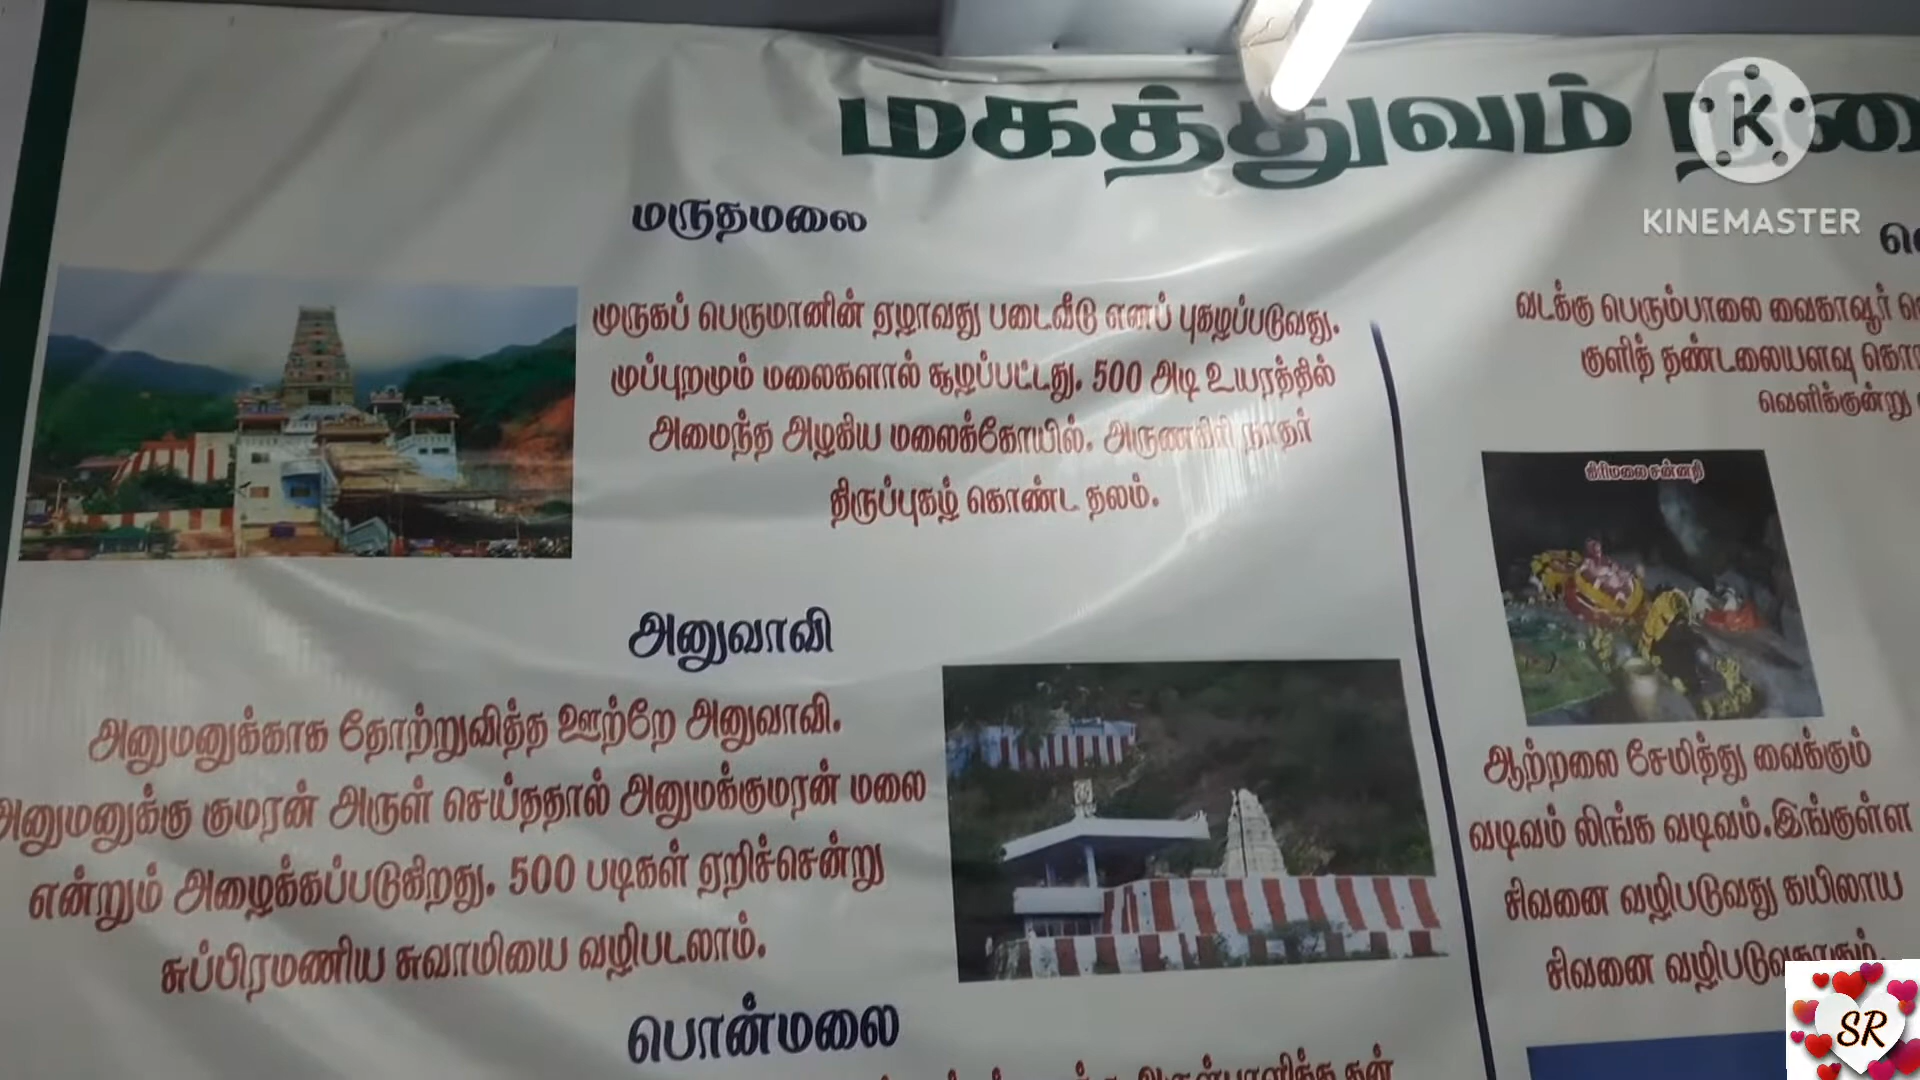 மகத்துவம்
KINEMASTER
மருதமலை
முருகப் பெருமானின் ஏழாவது படைவீடு எனப் புகழப்படுவது.
முப்புறமும் மலைகளால் சூழப்பட்டது. 500 அடி உயரத்தில்
அமைந்த அழகிய மலைக்கோயில். அருணகிரி நாதர்
திருப்புகழ் கொண்ட தலம்.
அனுவாவி
அனுமனுக்காக தோற்றுவித்த ஊற்றே அனுவாவி.
அனுமனுக்கு குமரன் அருள் செய்ததால் அனுமக்குமரன் மலை
என்றும் அழைக்கப்படுகிறது. 500 படிகள் ஏறிச்சென்று
சுப்பிரமணிய சுவாமியை வழிபடலாம்.
பொன்மலை
வடக்கு பெரும்பாலை வைகாவூர்
குளித் தண்டலையளவு
வெளிக்குன்று
கிரிமலை சன்னதி
ஆற்றலை சேமித்து வைக்கும்
வடிவம் லிங்க வடிவம்.இங்குள்ள
சிவனை வழிபடுவது கயிலாய
சிவனை வழிபடுவதாகும்.
SR